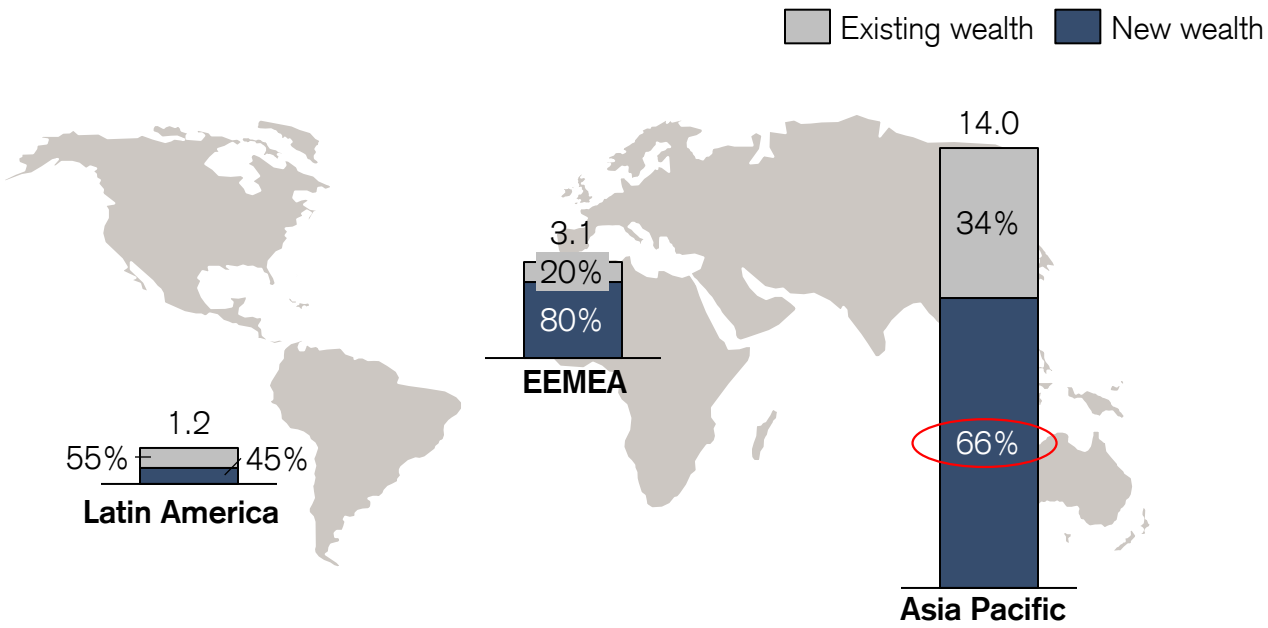 Existing wealth New wealth
14.0
34%
3.1
20%
80%
EEMEA
1.2
55% 45%
66%
Latin America
Asia Pacific